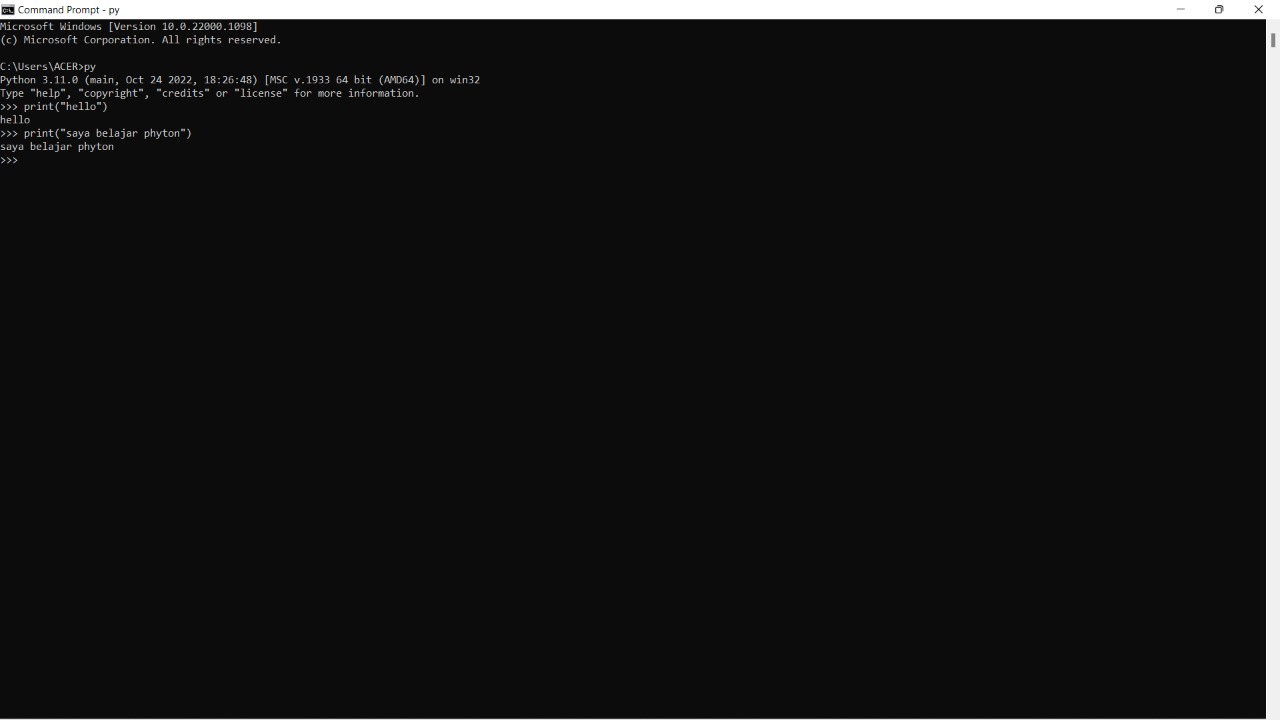 Command Prompt - py
Microsoft Windows [Version 10.0.22000.1098]
(c) Microsoft Corporation. All rights reserved.
C:\Users\ACER>py
Python 3.11.0 (main, Oct 24 2022, 18:26:48) [MSC v.1933 64 bit (AMD64)] on win32
Type "help", "copyright", "credits" or "license" for more information.
>>> print("hello")
hello
>>> print("saya belajar phyton")
saya belajar phyton
>>>